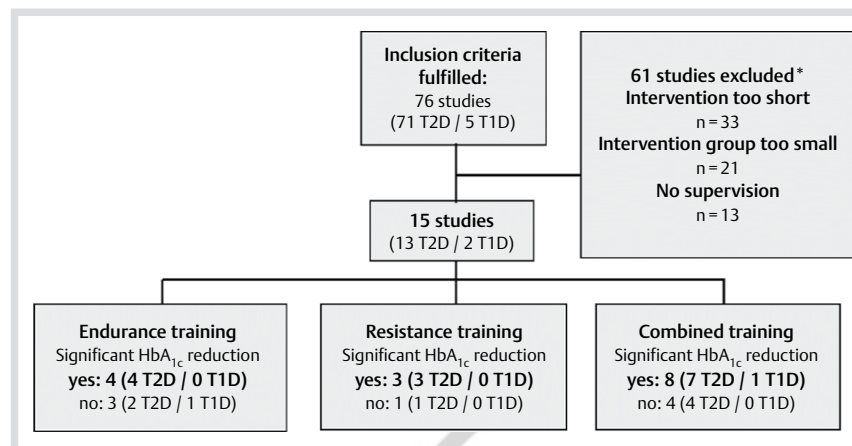 Inclusion criteria
fulfilled:
76 studies
(71 T2D / 5 T1D)
61 studies excluded*
Intervention too short
n = 33
Intervention group too small
n = 21
No supervision
n = 13
15 studies
(13 T2D / 2 T1D)
Endurance training
Significant HbA1c reduction
yes: 4 (4 T2D / 0 T1D)
no: 3 (2 T2D / 1 T1D)
Resistance training
Significant HbA1c reduction
yes: 3 (3 T2D / 0 T1D)
no: 1 (1 T2D / 0 T1D)
Combined training
Significant HbA1c reduction
yes: 8 (7 T2D / 1 T1D)
no: 4 (4 T2D / 0 T1D)